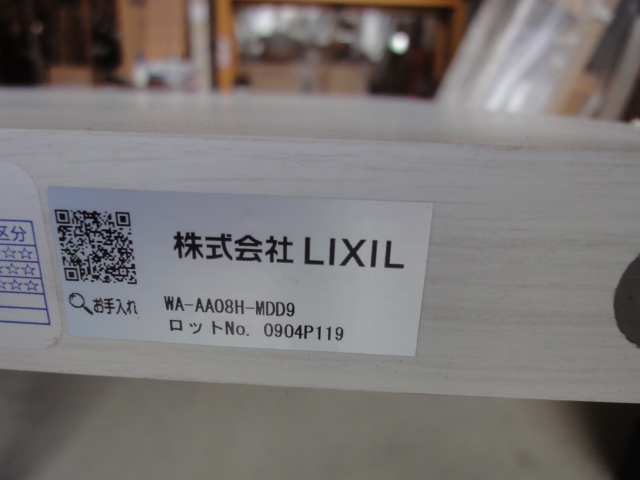 区分
☆☆
☆☆☆
☆☆☆
株式会社 LIXIL
お手入れ
WA-AA08H-MDD9
ロットNo. 0904P119